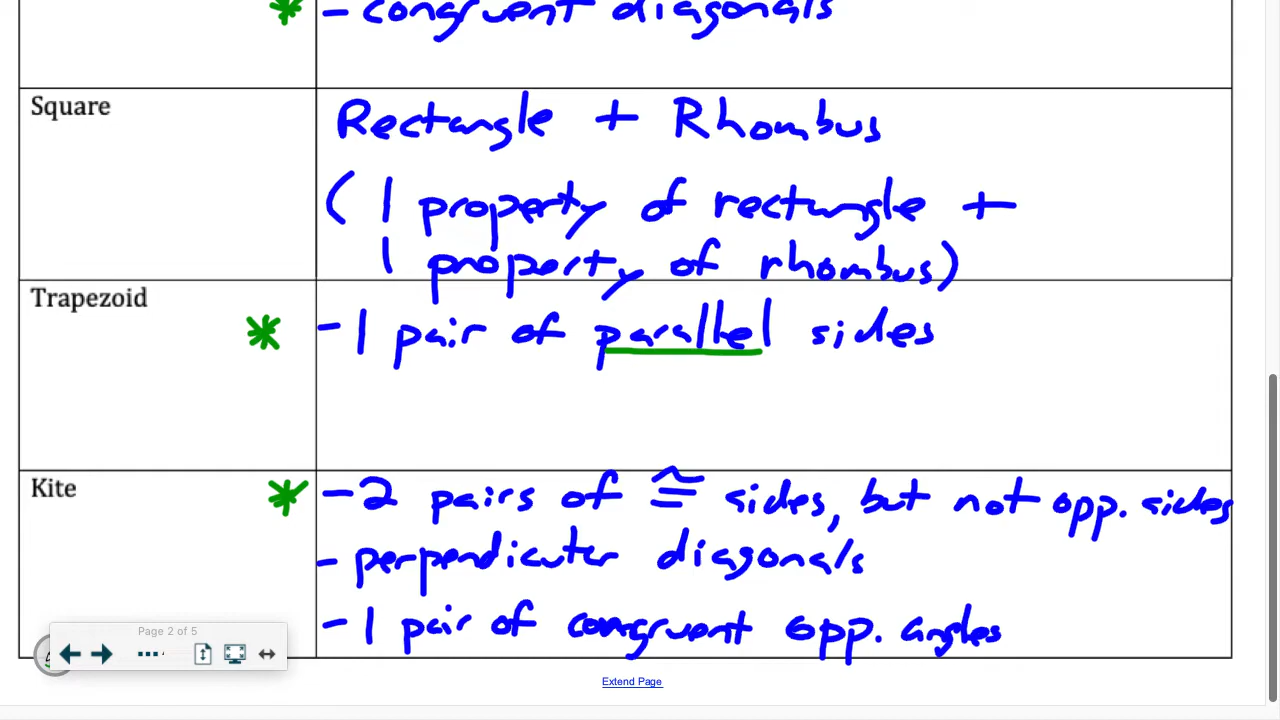 - congruent diagonals
Square
Rectangle + Rhombus
( 1 property of rectangle +
1 property of rhombus)
Trapezoid
- 1 pair of parallel sides
Kite
- 2 pairs of ≅ sides, but not opp. sides
- perpendicular diagonals
- 1 pair of congruent opp. angles
Page 2 of 5
Extend Page